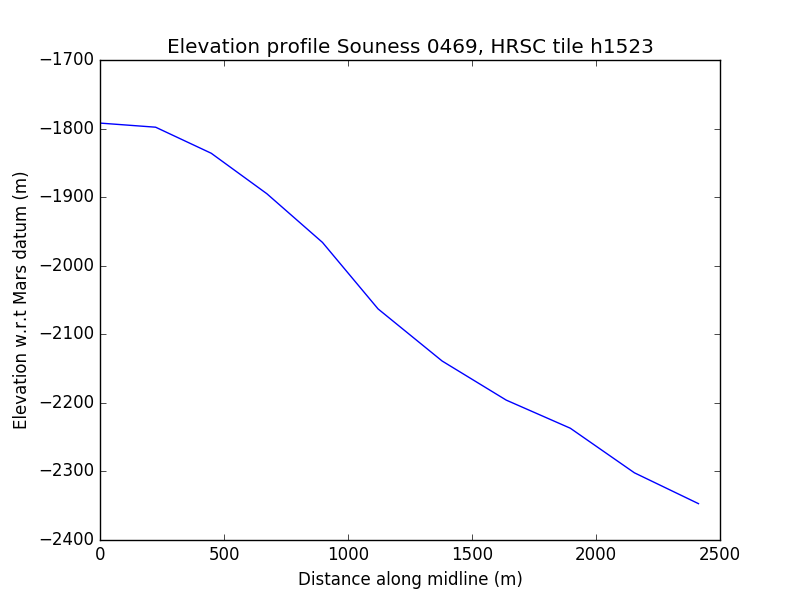 Elevation profile Souness 0469, HRSC tile h1523
−1700
−1800
−1900
−2000
−2100
−2200
−2300
−2400
Elevation w.r.t Mars datum (m)
0 500 1000 1500 2000 2500
Distance along midline (m)